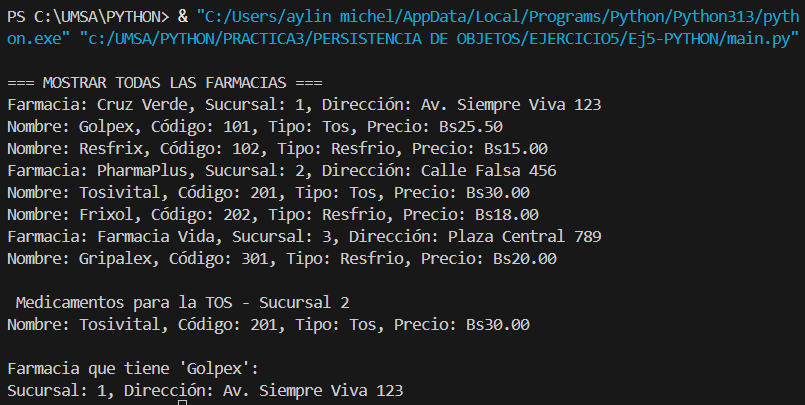 PS C:\UMSA\PYTHON> & "C:/Users/aylin michel/AppData/Local/Programs/Python/Python313/pyth
on.exe" "c:/UMSA/PYTHON/PRACTICA3/PERSISTENCIA DE OBJETOS/EJERCICIO5/Ej5-PYTHON/main.py"
=== MOSTRAR TODAS LAS FARMACIAS ===
Farmacia: Cruz Verde, Sucursal: 1, Dirección: Av. Siempre Viva 123
Nombre: Golpex, Código: 101, Tipo: Tos, Precio: Bs25.50
Nombre: Resfrix, Código: 102, Tipo: Resfrio, Precio: Bs15.00
Farmacia: PharmaPlus, Sucursal: 2, Dirección: Calle Falsa 456
Nombre: Tosivital, Código: 201, Tipo: Tos, Precio: Bs30.00
Nombre: Frixol, Código: 202, Tipo: Resfrio, Precio: Bs18.00
Farmacia: Farmacia Vida, Sucursal: 3, Dirección: Plaza Central 789
Nombre: Gripalex, Código: 301, Tipo: Resfrio, Precio: Bs20.00
Medicamentos para la TOS - Sucursal 2
Nombre: Tosivital, Código: 201, Tipo: Tos, Precio: Bs30.00
Farmacia que tiene 'Golpex':
Sucursal: 1, Dirección: Av. Siempre Viva 123